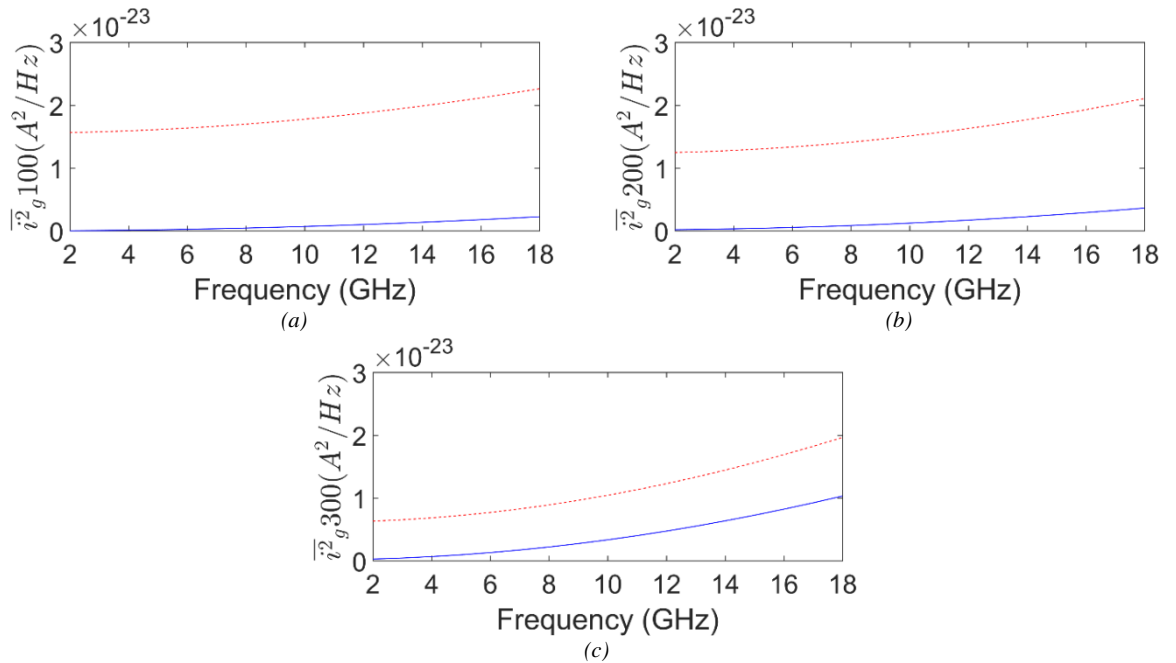 ×10⁻²³
3
2
1
0
i²g100(A²/Hz)
2 4 6 8 10 12 14 16 18
Frequency (GHz)
(a)
×10⁻²³
3
2
1
0
i²g200(A²/Hz)
2 4 6 8 10 12 14 16 18
Frequency (GHz)
(b)
×10⁻²³
3
2
1
0
i²g300(A²/Hz)
2 4 6 8 10 12 14 16 18
Frequency (GHz)
(c)